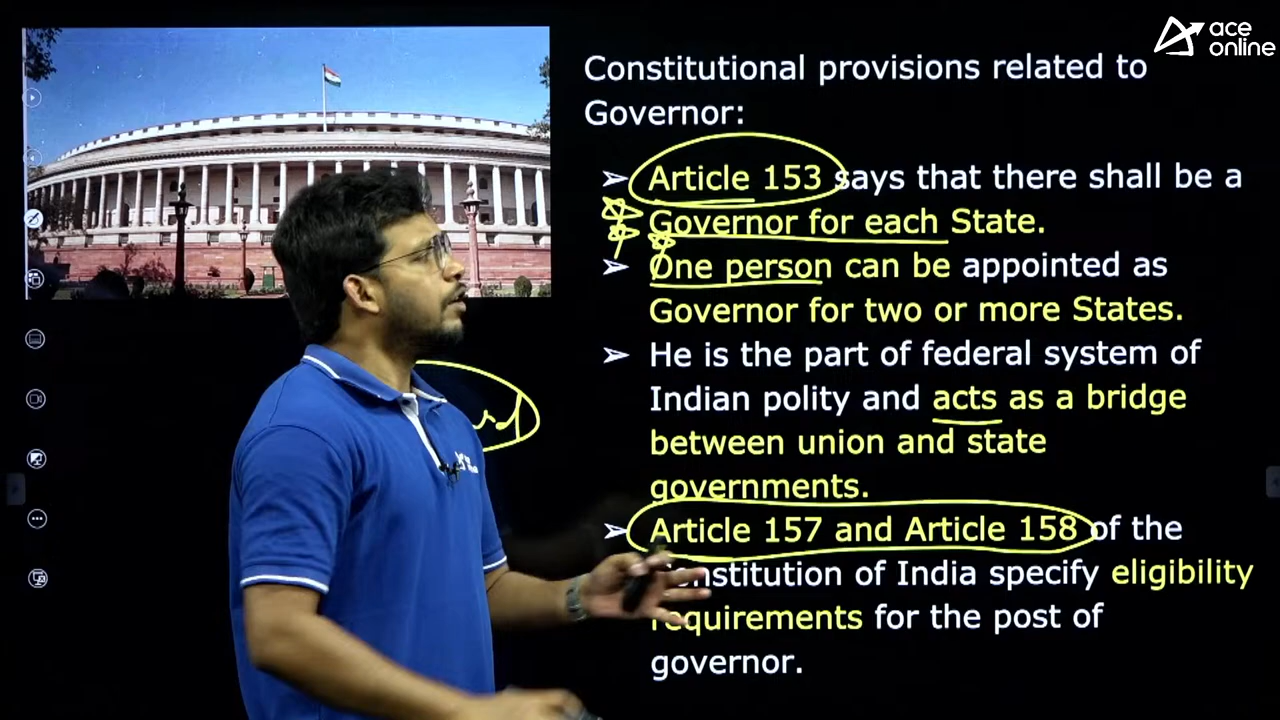 ace
online
Constitutional provisions related to
Governor:
➢ Article 153 says that there shall be a
Governor for each State.
➢ One person can be appointed as
Governor for two or more States.
➢ He is the part of federal system of
Indian polity and acts as a bridge
between union and state
governments.
➢ Article 157 and Article 158 of the
Constitution of India specify eligibility
requirements for the post of
governor.